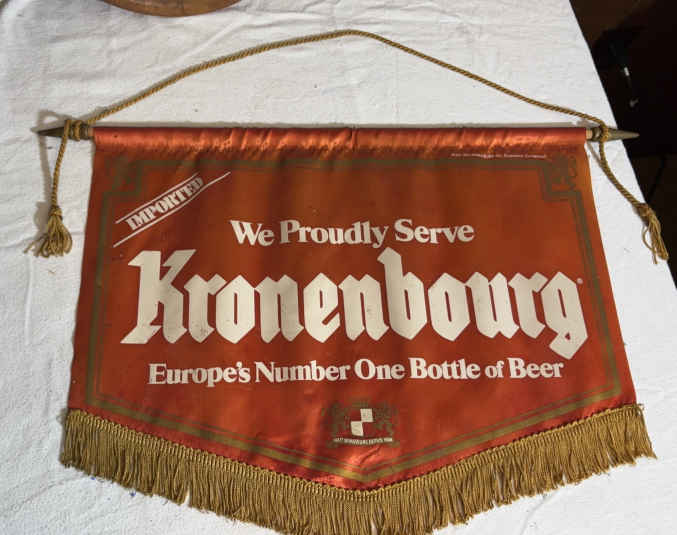 IMPORTED
We Proudly Serve
Kronenbourg®
Europe's Number One Bottle of Beer